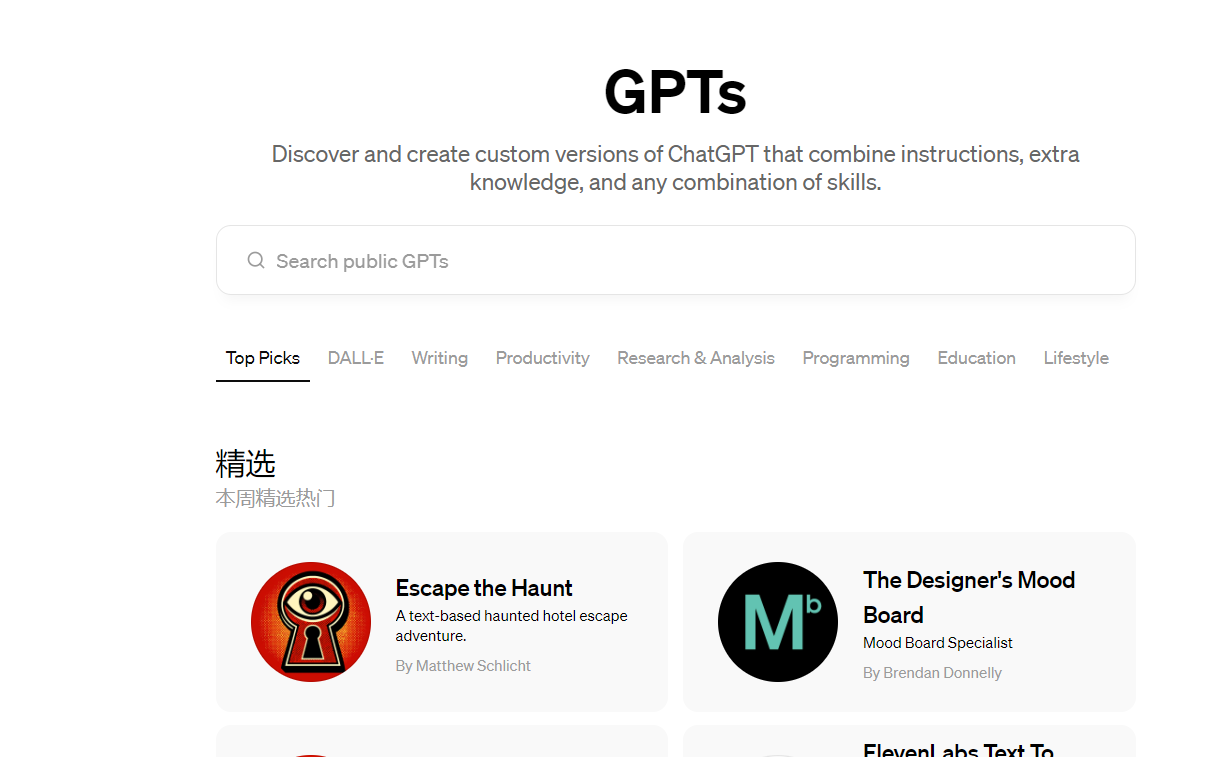 GPTs
Discover and create custom versions of ChatGPT that combine instructions, extra
knowledge, and any combination of skills.
Search public GPTs
Top Picks DALL·E Writing Productivity Research & Analysis Programming Education Lifestyle
精选
本周精选热门
Escape the Haunt
A text-based haunted hotel escape
adventure.
By Matthew Schlicht
Mb
The Designer's Mood
Board
Mood Board Specialist
By Brendan Donnelly
ElevenLabs Text To